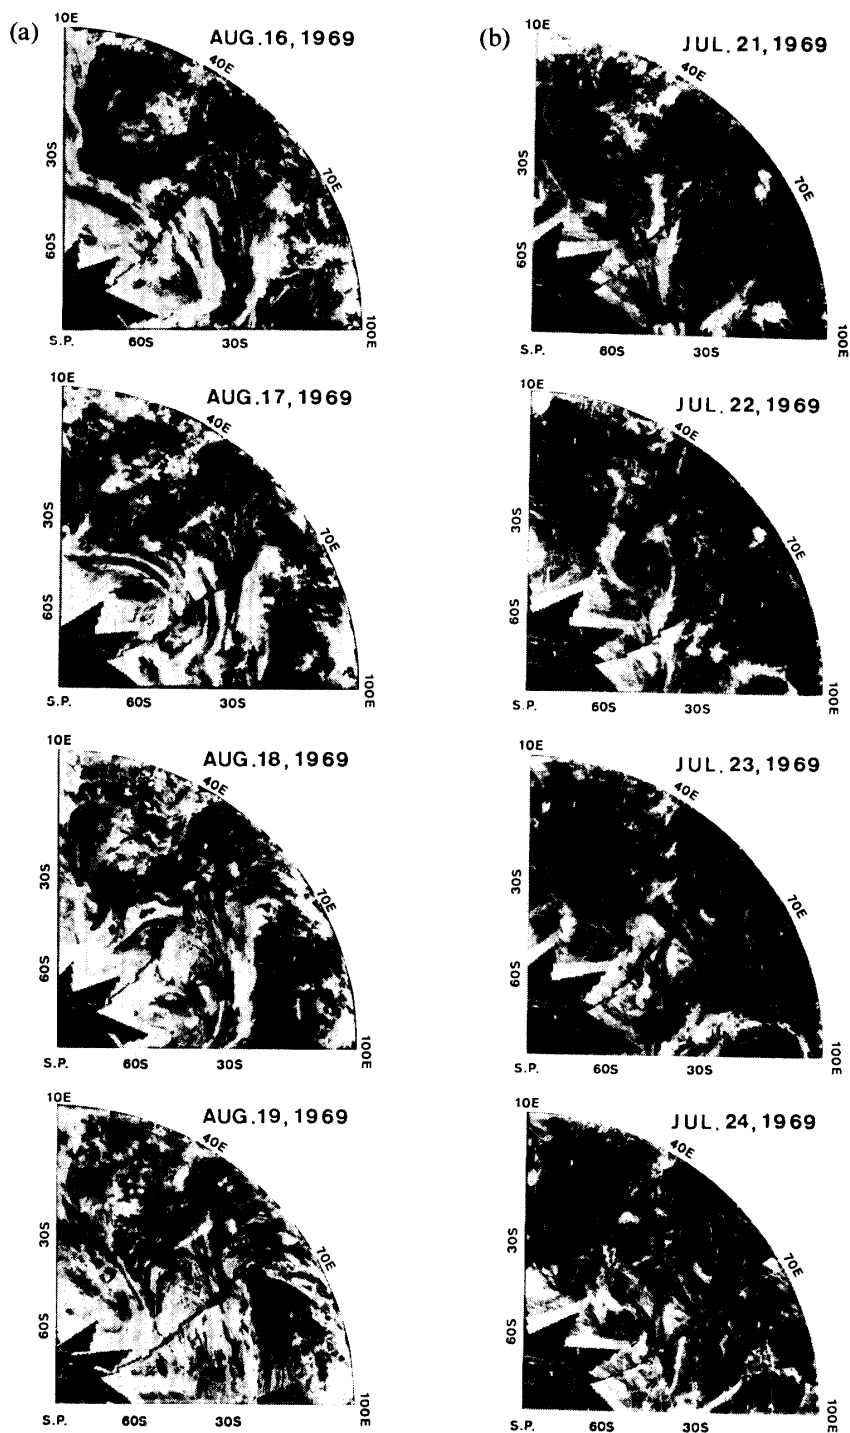 (a)
AUG.16,1969
10E
40E
70E
100E
30S
60S
S.P.
60S
30S
AUG.17,1969
10E
40E
70E
100E
30S
60S
S.P.
60S
30S
AUG.18,1969
10E
40E
70E
100E
30S
60S
S.P.
60S
30S
AUG.19,1969
10E
40E
70E
100E
30S
60S
S.P.
60S
30S
(b)
JUL.21,1969
10E
40E
70E
100E
30S
60S
S.P.
60S
30S
JUL.22,1969
10E
40E
70E
100E
30S
60S
S.P.
60S
30S
JUL.23,1969
10E
40E
70E
100E
30S
60S
S.P.
60S
30S
JUL.24,1969
10E
40E
70E
100E
30S
60S
S.P.
60S
30S